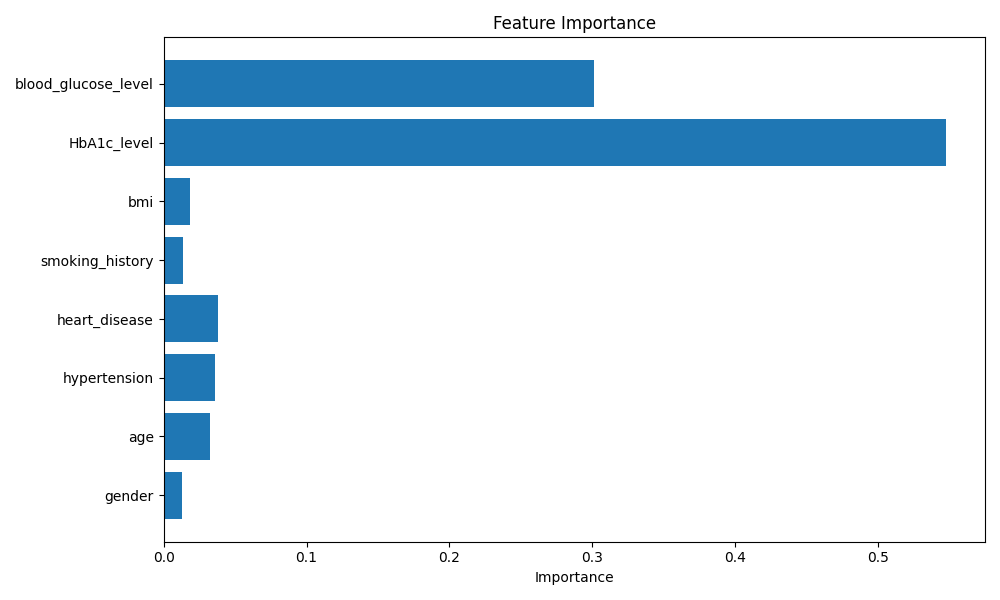 Feature Importance
blood_glucose_level
HbA1c_level
bmi
smoking_history
heart_disease
hypertension
age
gender
0.0 0.1 0.2 0.3 0.4 0.5
Importance